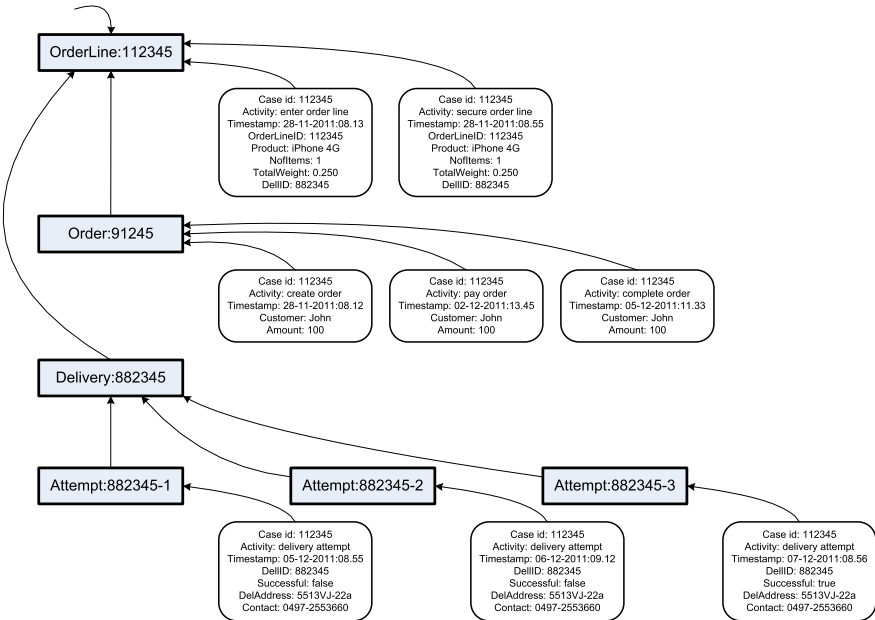 OrderLine:112345
Case id: 112345
Activity: enter order line
Timestamp: 28-11-2011:08.13
OrderLineID: 112345
Product: iPhone 4G
NofItems: 1
TotalWeight: 0.250
DellID: 882345
Case id: 112345
Activity: secure order line
Timestamp: 28-11-2011:08.55
OrderLineID: 112345
Product: iPhone 4G
NofItems: 1
TotalWeight: 0.250
DellID: 882345
Order:91245
Case id: 112345
Activity: create order
Timestamp: 28-11-2011:08.12
Customer: John
Amount: 100
Case id: 112345
Activity: pay order
Timestamp: 02-12-2011:13.45
Customer: John
Amount: 100
Case id: 112345
Activity: complete order
Timestamp: 05-12-2011:11.33
Customer: John
Amount: 100
Delivery:882345
Attempt:882345-1
Attempt:882345-2
Attempt:882345-3
Case id: 112345
Activity: delivery attempt
Timestamp: 05-12-2011:08.55
DellID: 882345
Successful: false
DelAddress: 5513VJ-22a
Contact: 0497-2553660
Case id: 112345
Activity: delivery attempt
Timestamp: 06-12-2011:09.12
DellID: 882345
Successful: false
DelAddress: 5513VJ-22a
Contact: 0497-2553660
Case id: 112345
Activity: delivery attempt
Timestamp: 07-12-2011:08.56
DellID: 882345
Successful: true
DelAddress: 5513VJ-22a
Contact: 0497-2553660